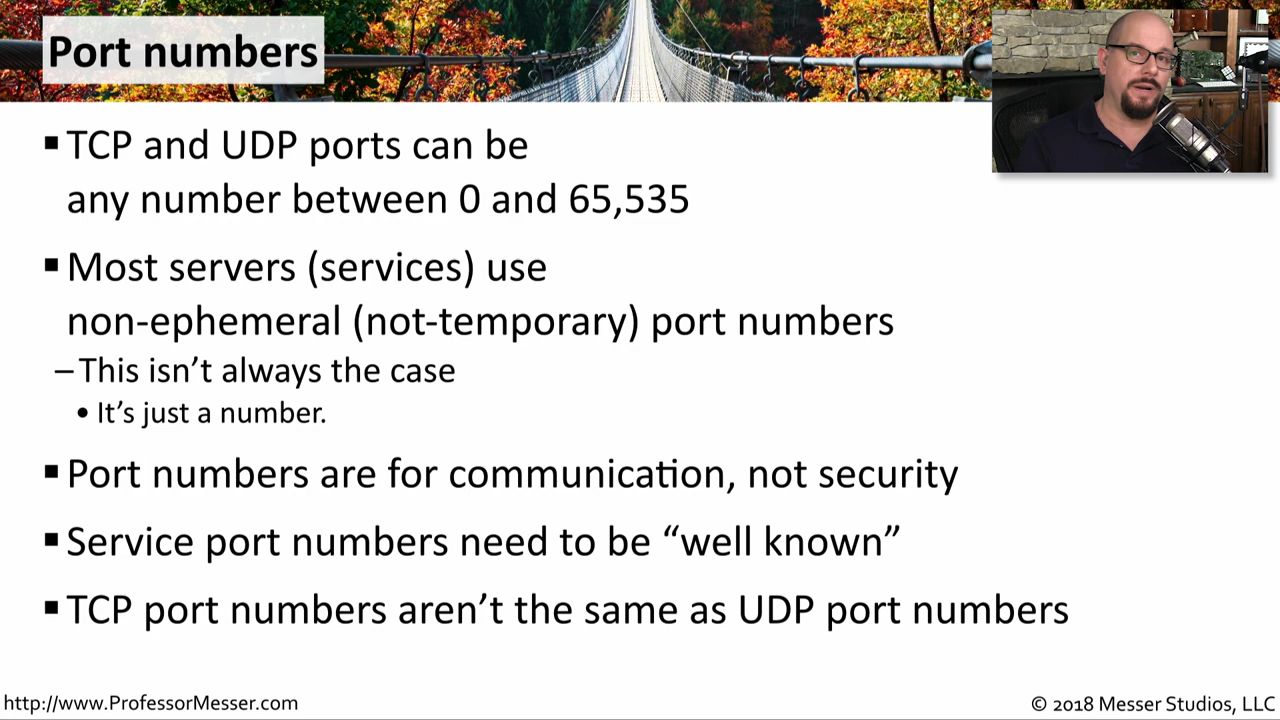 Port numbers
▪ TCP and UDP ports can be
any number between 0 and 65,535
▪ Most servers (services) use
non-ephemeral (not-temporary) port numbers
– This isn’t always the case
• It’s just a number.
▪ Port numbers are for communication, not security
▪ Service port numbers need to be “well known”
▪ TCP port numbers aren’t the same as UDP port numbers
http://www.ProfessorMesser.com
© 2018 Messer Studios, LLC